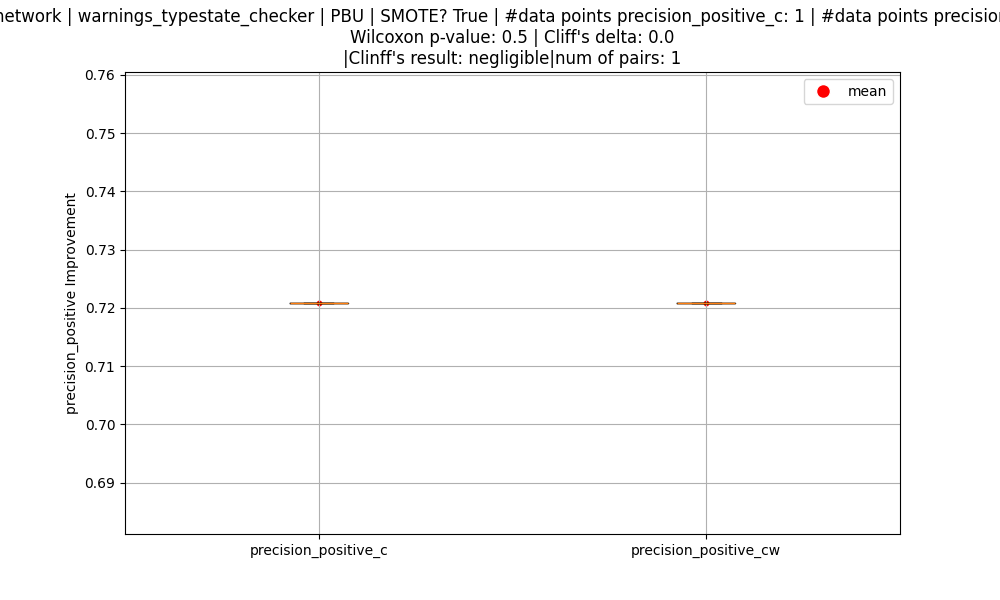 network | warnings_typestate_checker | PBU | SMOTE? True | #data points precision_positive_c: 1 | #data points precision
Wilcoxon p-value: 0.5 | Cliff's delta: 0.0
|Clinff's result: negligible|num of pairs: 1
mean
0.76
0.75
0.74
0.73
0.72
0.71
0.70
0.69
precision_positive Improvement
precision_positive_c
precision_positive_cw